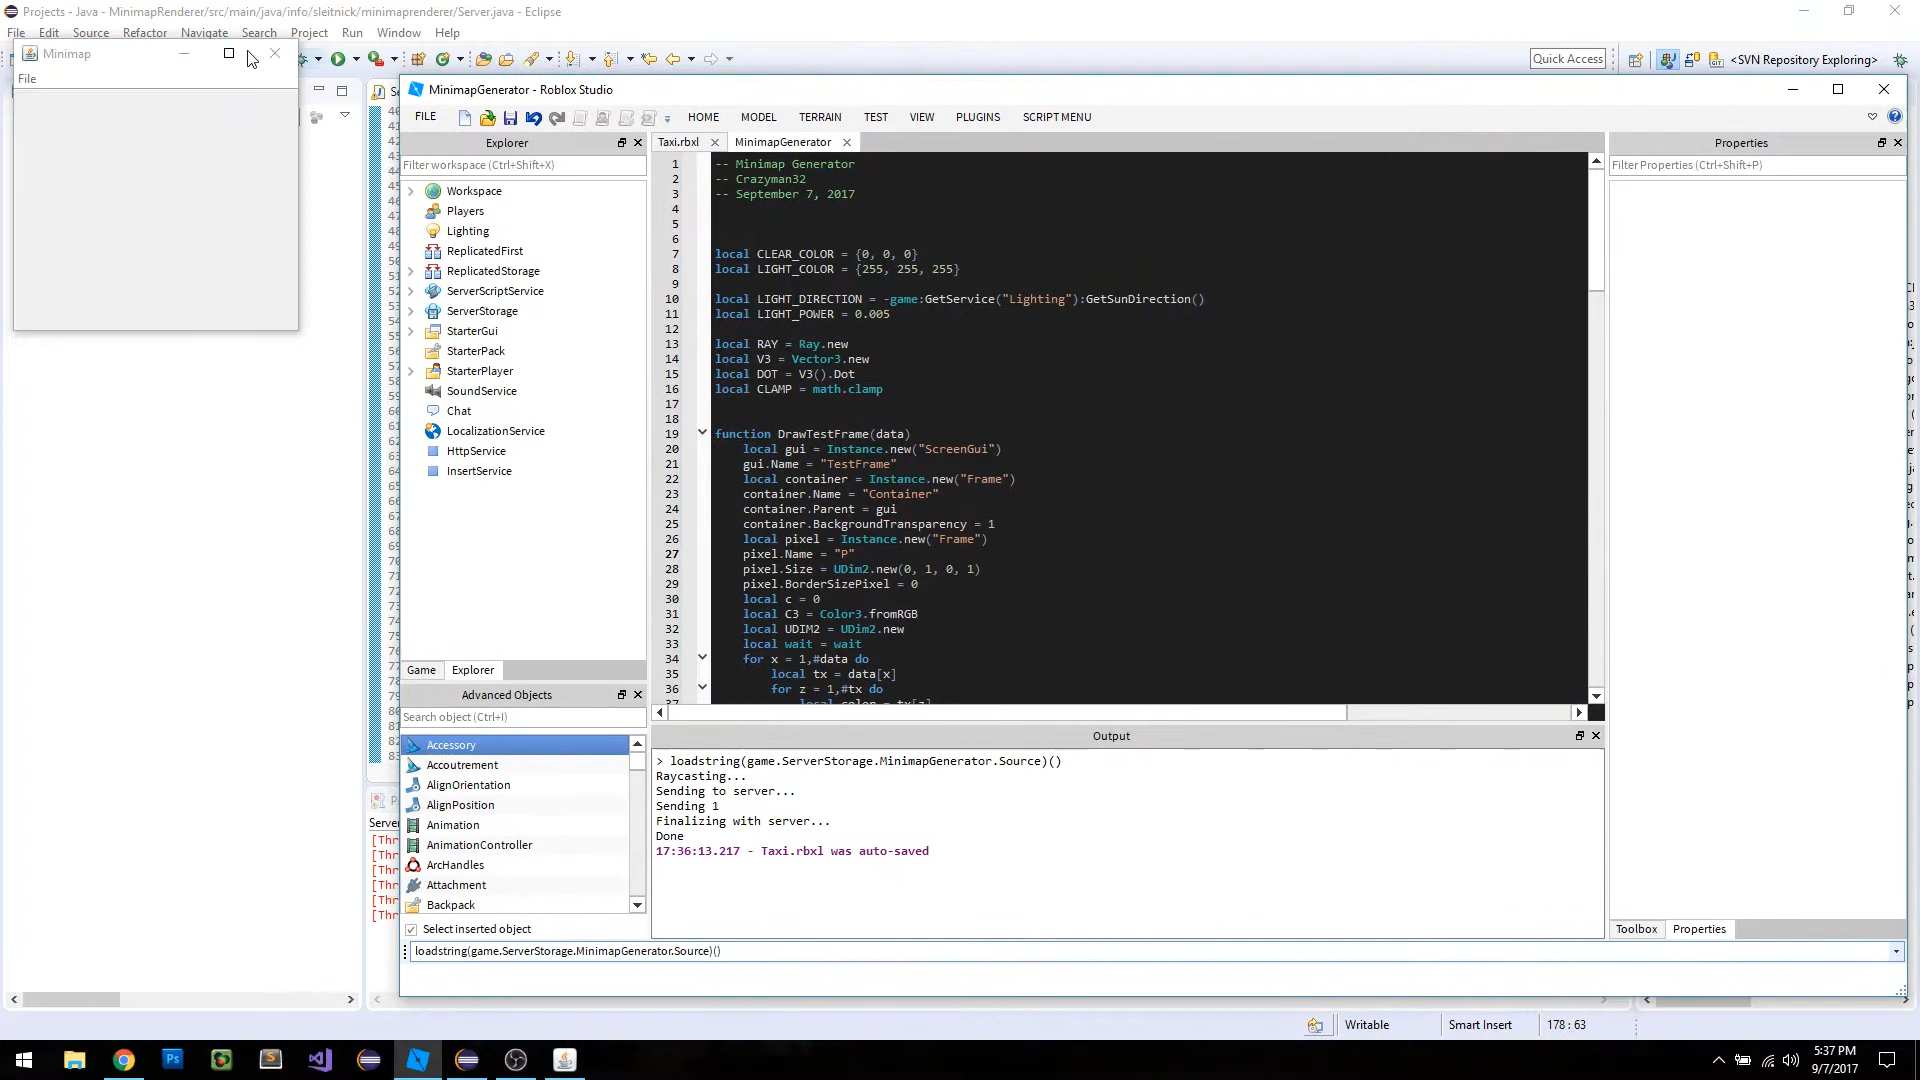 Projects - Java - MinimapRenderer/src/main/java/info/sleitnick/minimaprenderer/Server.java - Eclipse
File Edit Source Refactor Navigate Search Project Run Window Help
Quick Access
<SVN Repository Exploring>
Minimap
File
MinimapGenerator - Roblox Studio
FILE HOME MODEL TERRAIN TEST VIEW PLUGINS SCRIPT MENU
Explorer
Filter workspace (Ctrl+Shift+X)
Workspace
Players
Lighting
ReplicatedFirst
ReplicatedStorage
ServerScriptService
ServerStorage
StarterGui
StarterPack
StarterPlayer
SoundService
Chat
LocalizationService
HttpService
InsertService
Game Explorer
Advanced Objects
Search object (Ctrl+I)
Accessory
Accoutrement
AlignOrientation
AlignPosition
Animation
AnimationController
ArcHandles
Attachment
Backpack
Select inserted object
Taxi.rbxl MinimapGenerator
1 -- Minimap Generator
2 -- Crazyman32
3 -- September 7, 2017
4
5
6
7 local CLEAR_COLOR = {0, 0, 0}
8 local LIGHT_COLOR = {255, 255, 255}
9
10 local LIGHT_DIRECTION = -game:GetService("Lighting"):GetSunDirection()
11 local LIGHT_POWER = 0.005
12
13 local RAY = Ray.new
14 local V3 = Vector3.new
15 local DOT = V3().Dot
16 local CLAMP = math.clamp
17
18
19 function DrawTestFrame(data)
20 local gui = Instance.new("ScreenGui")
21 gui.Name = "TestFrame"
22 local container = Instance.new("Frame")
23 container.Name = "Container"
24 container.Parent = gui
25 container.BackgroundTransparency = 1
26 local pixel = Instance.new("Frame")
27 pixel.Name = "P"
28 pixel.Size = UDim2.new(0, 1, 0, 1)
29 pixel.BorderSizePixel = 0
30 local c = 0
31 local C3 = Color3.fromRGB
32 local UDIM2 = UDim2.new
33 local wait = wait
34 for x = 1,#data do
35 local tx = data[x]
36 for z = 1,#tx do
37 local color = tx[z]
Output
> loadstring(game.ServerStorage.MinimapGenerator.Source)()
Raycasting...
Sending to server...
Sending 1
Finalizing with server...
Done
17:36:13.217 - Taxi.rbxl was auto-saved
loadstring(game.ServerStorage.MinimapGenerator.Source)()
Properties
Filter Properties (Ctrl+Shift+P)
Toolbox Properties
Server
[Thr
[Thr
[Thr
[Thr
[Thr
[Thr
Writable Smart Insert 178 : 63
5:37 PM
9/7/2017